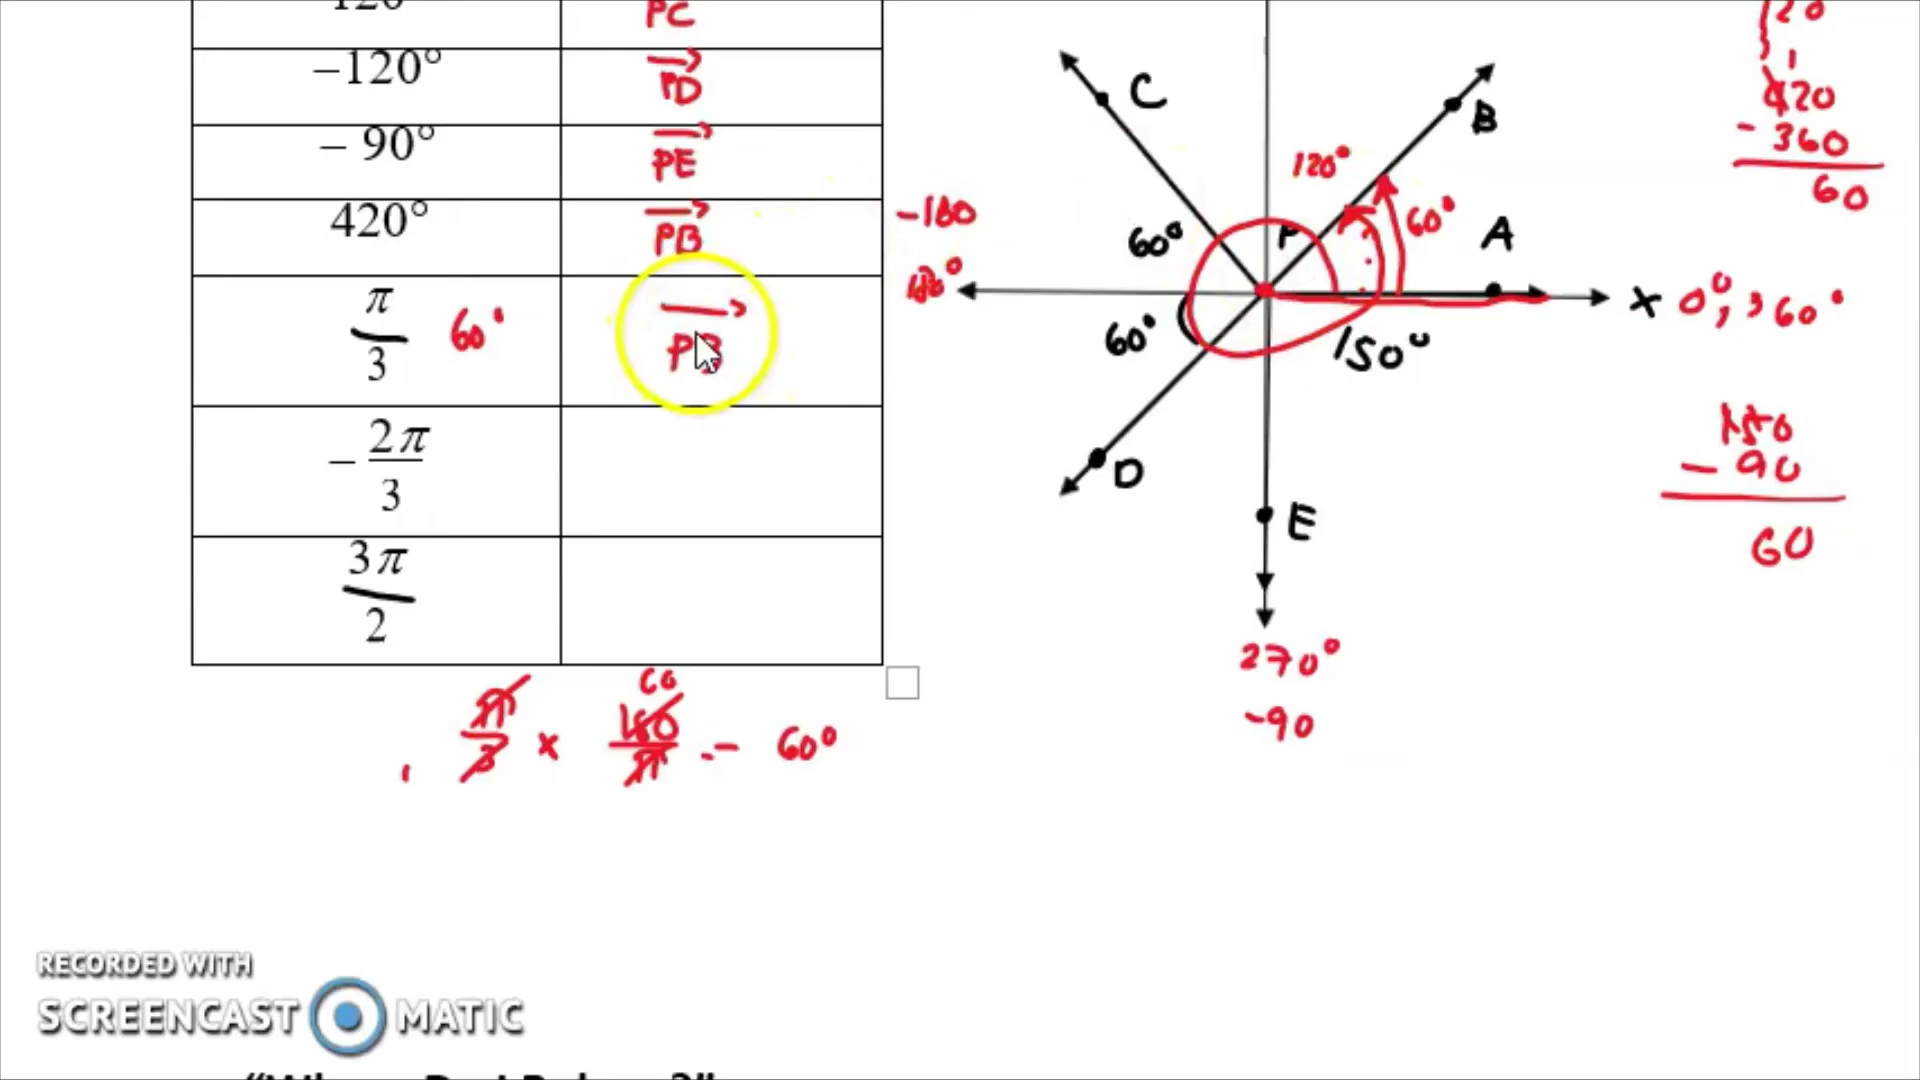 120
PC
-120°
PD
- 90°
PE
420°
PB
π/3 60°
PB
- 2π/3
3π/2
π/3 x 180/π = 60°
60
C
B
120°
60°
60°
P
A
-180
180°
X 0°, 360°
60°
150°
D
E
270°
-90
120
1
420
- 360
60
150
- 90
60
RECORDED WITH
SCREENCAST MATIC